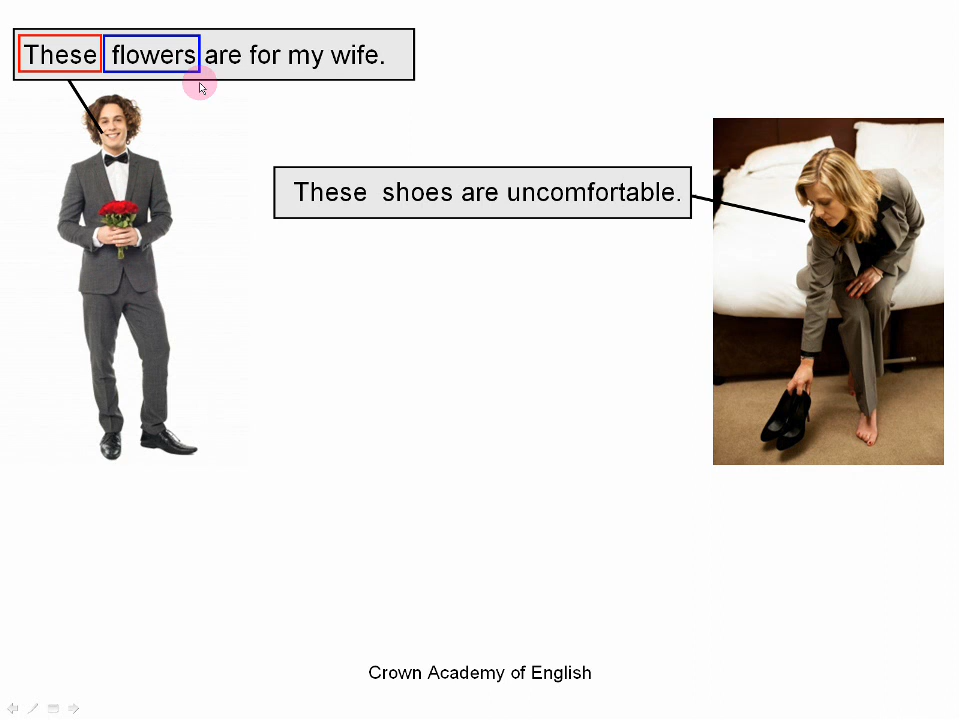 These flowers are for my wife.
These shoes are uncomfortable.
Crown Academy of English